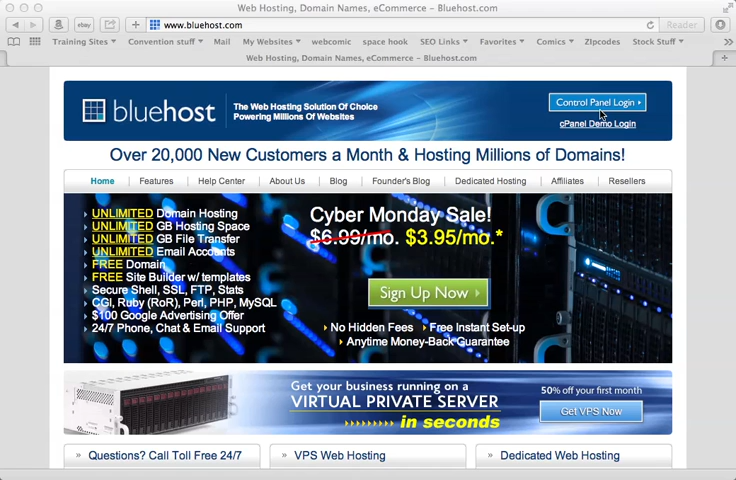 Web Hosting, Domain Names, eCommerce – Bluehost.com
ebay
www.bluehost.com
Reader
Training Sites
Convention stuff
Mail
My Websites
webcomic
space hook
SEO Links
Favorites
Comics
ZIpcodes
Stock Stuff
Web Hosting, Domain Names, eCommerce – Bluehost.com
bluehost
The Web Hosting Solution Of Choice
Powering Millions Of Websites
Control Panel Login
cPanel Demo Login
Over 20,000 New Customers a Month & Hosting Millions of Domains!
Home
Features
Help Center
About Us
Blog
Founder's Blog
Dedicated Hosting
Affiliates
Resellers
UNLIMITED Domain Hosting
UNLIMITED GB Hosting Space
UNLIMITED GB File Transfer
UNLIMITED Email Accounts
FREE Domain
FREE Site Builder w/ templates
Secure Shell, SSL, FTP, Stats
CGI, Ruby (RoR), Perl, PHP, MySQL
$100 Google Advertising Offer
24/7 Phone, Chat & Email Support
Cyber Monday Sale!
$6.99/mo. $3.95/mo.*
Sign Up Now
No Hidden Fees
Free Instant Set-up
Anytime Money-Back Guarantee
Get your business running on a
VIRTUAL PRIVATE SERVER
in seconds
50% off your first month
Get VPS Now
» Questions? Call Toll Free 24/7
» VPS Web Hosting
» Dedicated Web Hosting